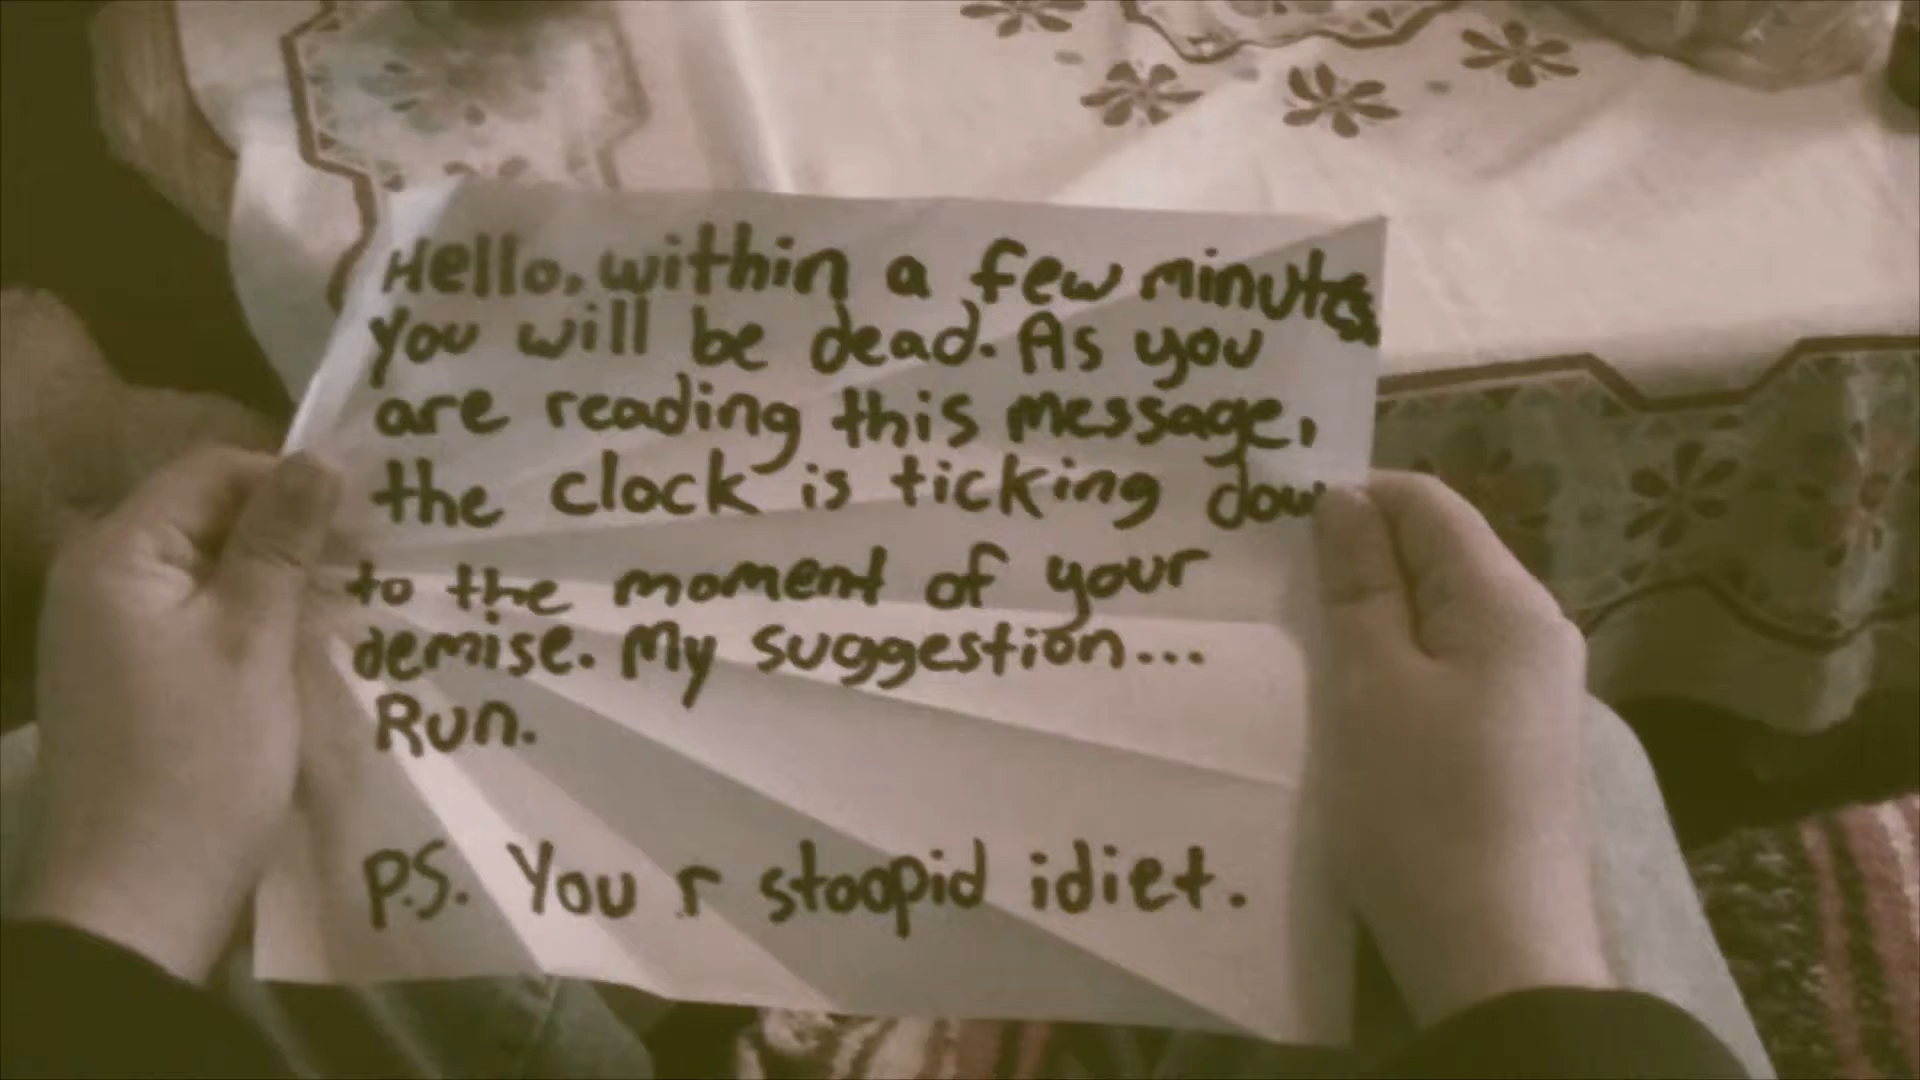 Hello, within a few minutes,
you will be dead. As you
are reading this message,
the clock is ticking dow
to the moment of your
demise. My suggestion...
Run.
P.S. You r stoopid idiet.